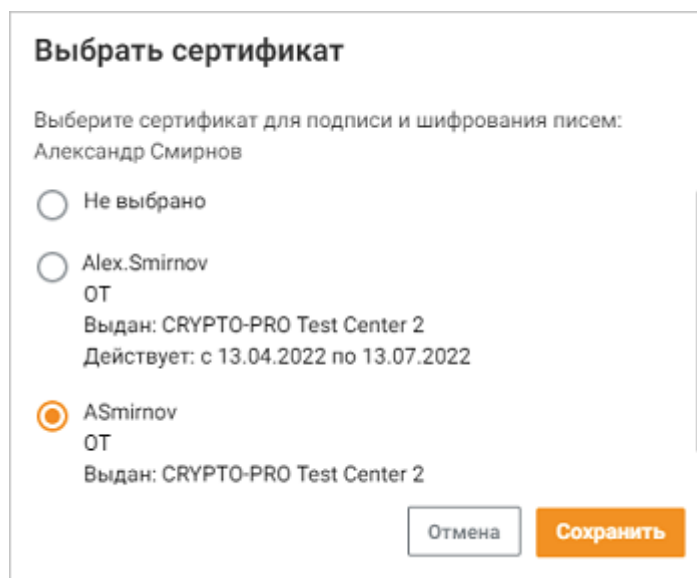 Выбрать сертификат
Выберите сертификат для подписи и шифрования писем:
Александр Смирнов
Не выбрано
Alex.Smirnov
ОТ
Выдан: CRYPTO-PRO Test Center 2
Действует: с 13.04.2022 по 13.07.2022
ASmirnov
ОТ
Выдан: CRYPTO-PRO Test Center 2
Отмена
Сохранить